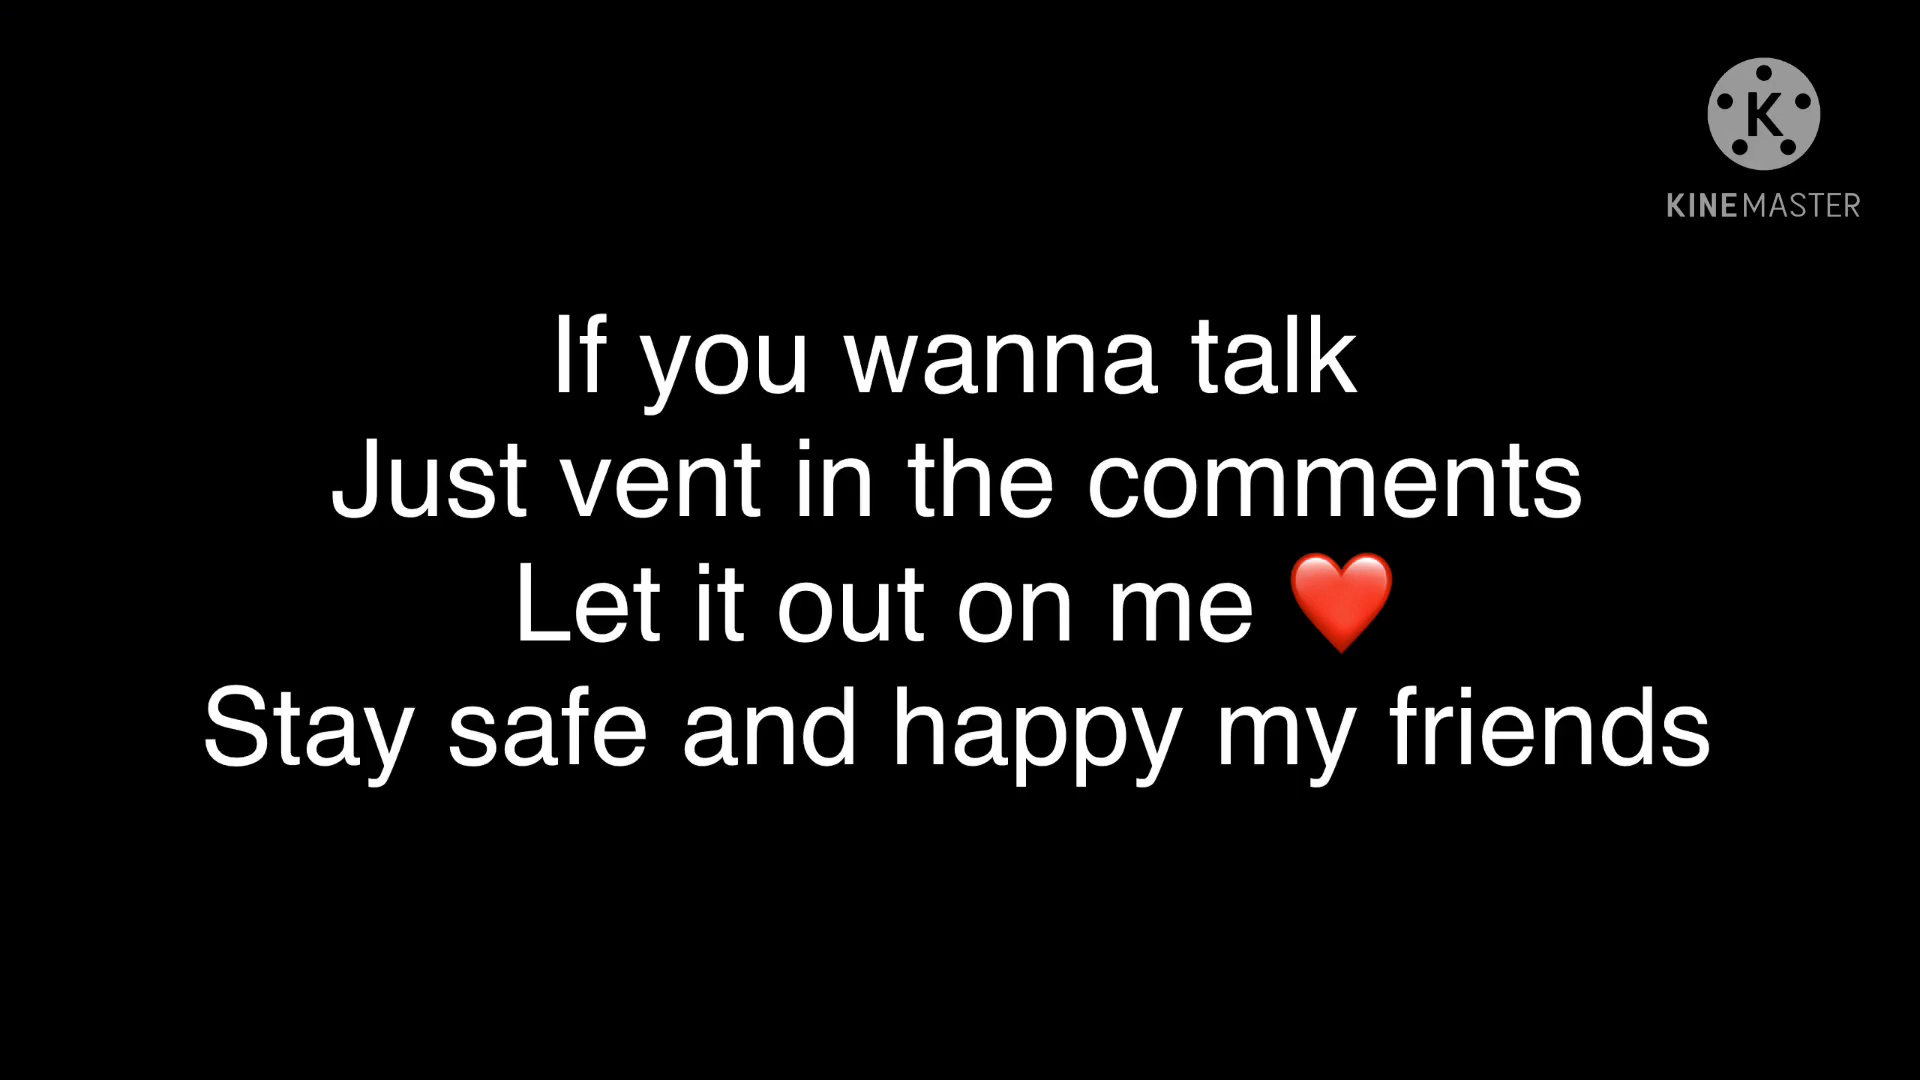 K
KINEMASTER
If you wanna talk
Just vent in the comments
Let it out on me ❤️
Stay safe and happy my friends